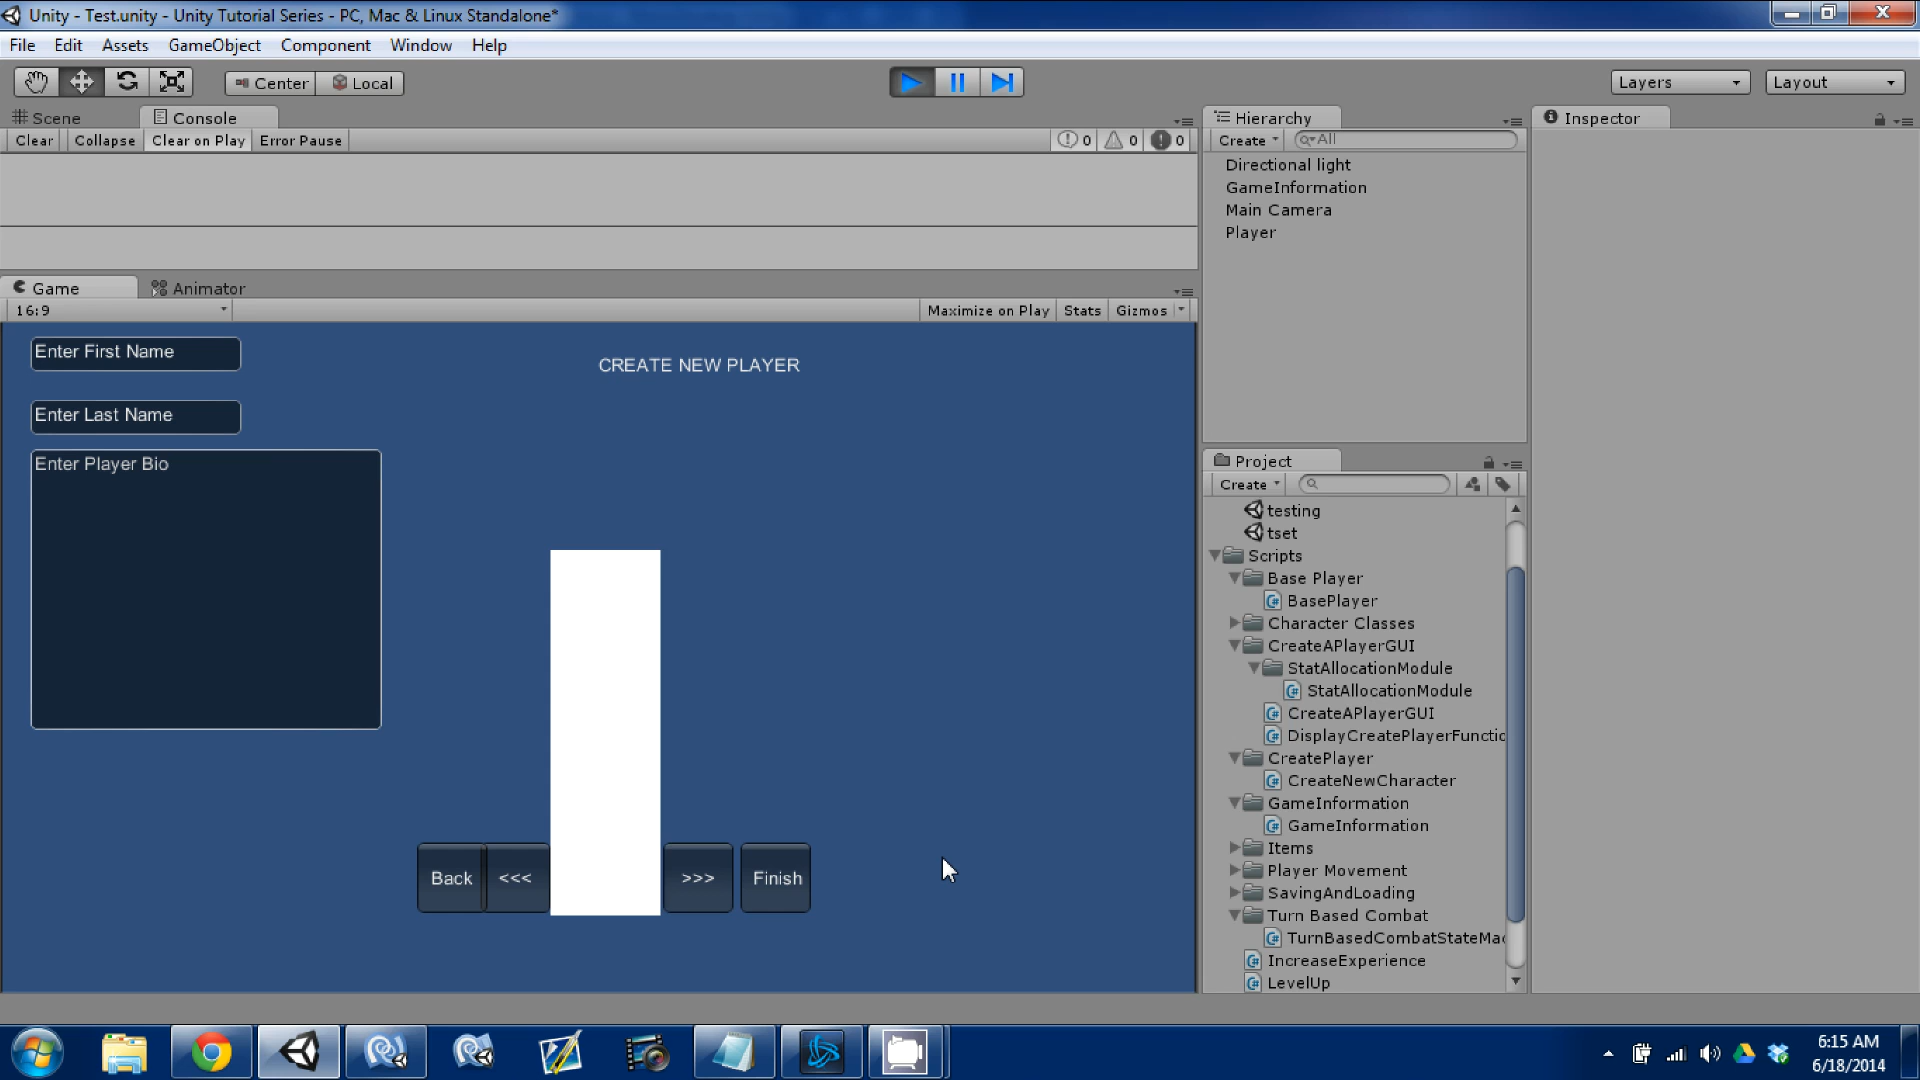 Unity - Test.unity - Unity Tutorial Series - PC, Mac & Linux Standalone*
File Edit Assets GameObject Component Window Help
Center Local
Layers Layout
Scene Console
Clear Collapse Clear on Play Error Pause 0 0 0
Game Animator
16:9 Maximize on Play Stats Gizmos
Enter First Name
CREATE NEW PLAYER
Enter Last Name
Enter Player Bio
Back <<< >>> Finish
Hierarchy
Create All
Directional light
GameInformation
Main Camera
Player
Project
Create
testing
tset
Scripts
Base Player
BasePlayer
Character Classes
CreateAPlayerGUI
StatAllocationModule
StatAllocationModule
CreateAPlayerGUI
DisplayCreatePlayerFunctio
CreatePlayer
CreateNewCharacter
GameInformation
GameInformation
Items
Player Movement
SavingAndLoading
Turn Based Combat
TurnBasedCombatStateMac
IncreaseExperience
LevelUp
Inspector
6:15 AM
6/18/2014